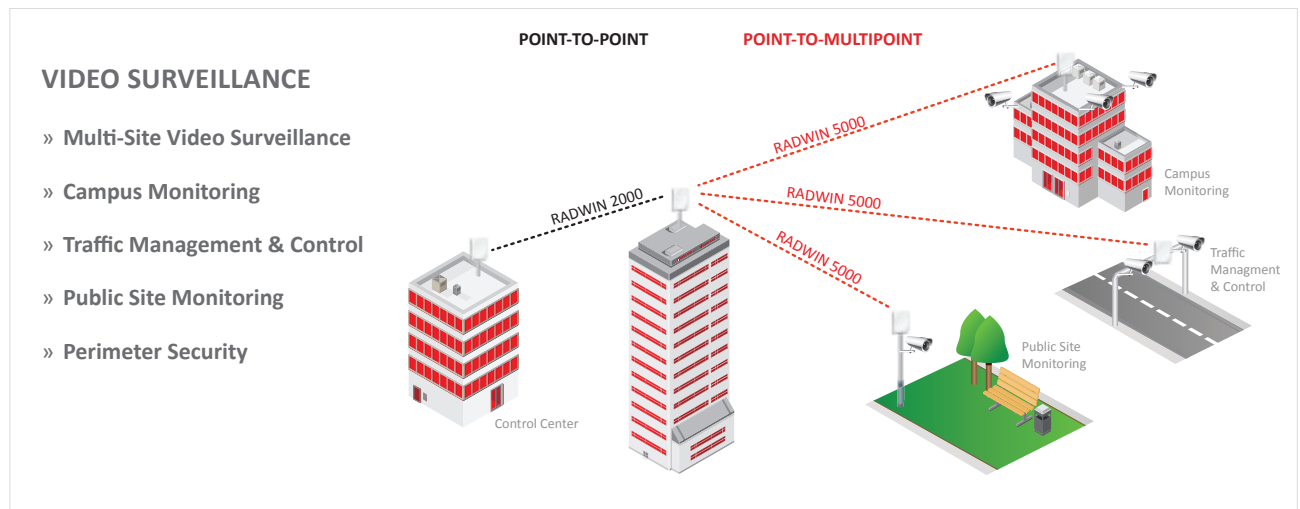 POINT-TO-POINT
POINT-TO-MULTIPOINT
VIDEO SURVEILLANCE
» Multi-Site Video Surveillance
» Campus Monitoring
» Traffic Management & Control
» Public Site Monitoring
» Perimeter Security
RADWIN 2000
RADWIN 5000
RADWIN 5000
RADWIN 5000
Control Center
Campus
Monitoring
Traffic
Managment
& Control
Public Site
Monitoring